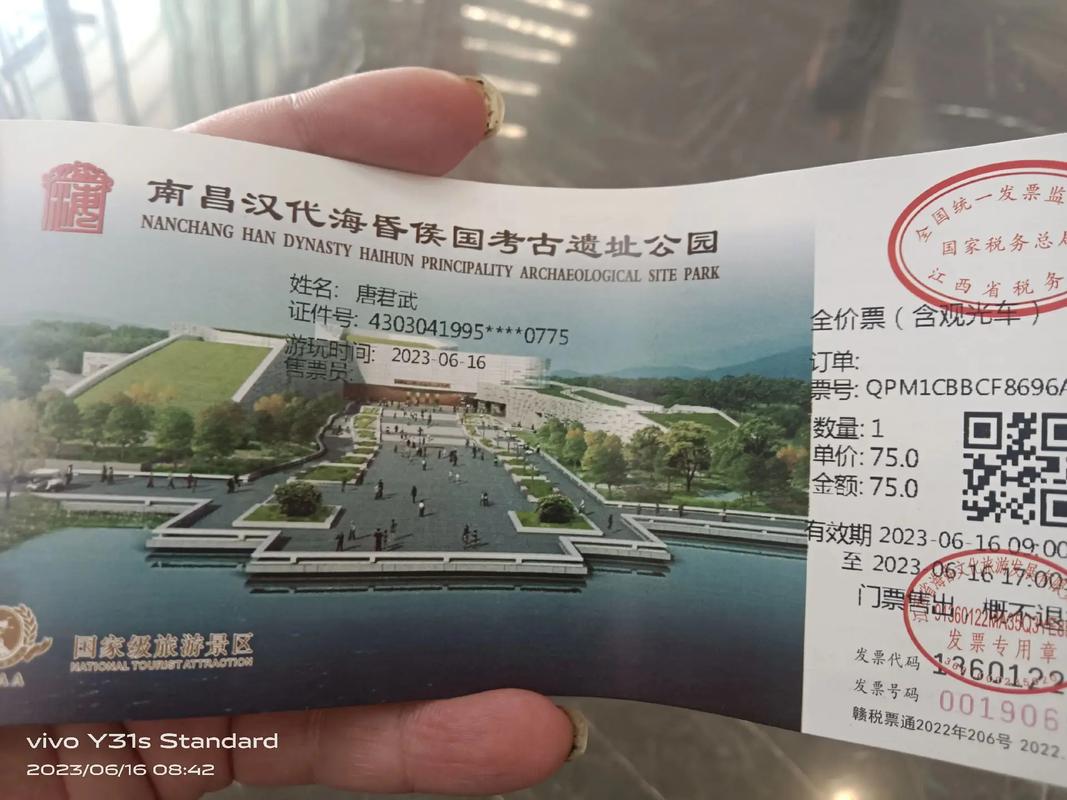 南昌汉代海昏侯国考古遗址公园
NANCHANG HAN DYNASTY HAIHUN PRINCIPALITY ARCHAEOLOGICAL SITE PARK
姓名: 唐君武
证件号: 4303041995****0775
游玩时间: 2023-06-16
售票员
国家级旅游景区
NATIONAL TOURIST ATTRACTION
AA
全国统一发票监
国家税务总局
江西省税务
全价票(含观光车)
订单:
票号: QPM1CBBCF8696A
数量: 1
单价: 75.0
金额: 75.0
有效期 2023-06-16 09:00
至 2023-06-16 17:00
门票售出,概不退
发票专用章
发票代码 1360122
发票号码 001906
赣税票通2022年206号 2022.
vivo Y31s Standard
2023/06/16 08:42